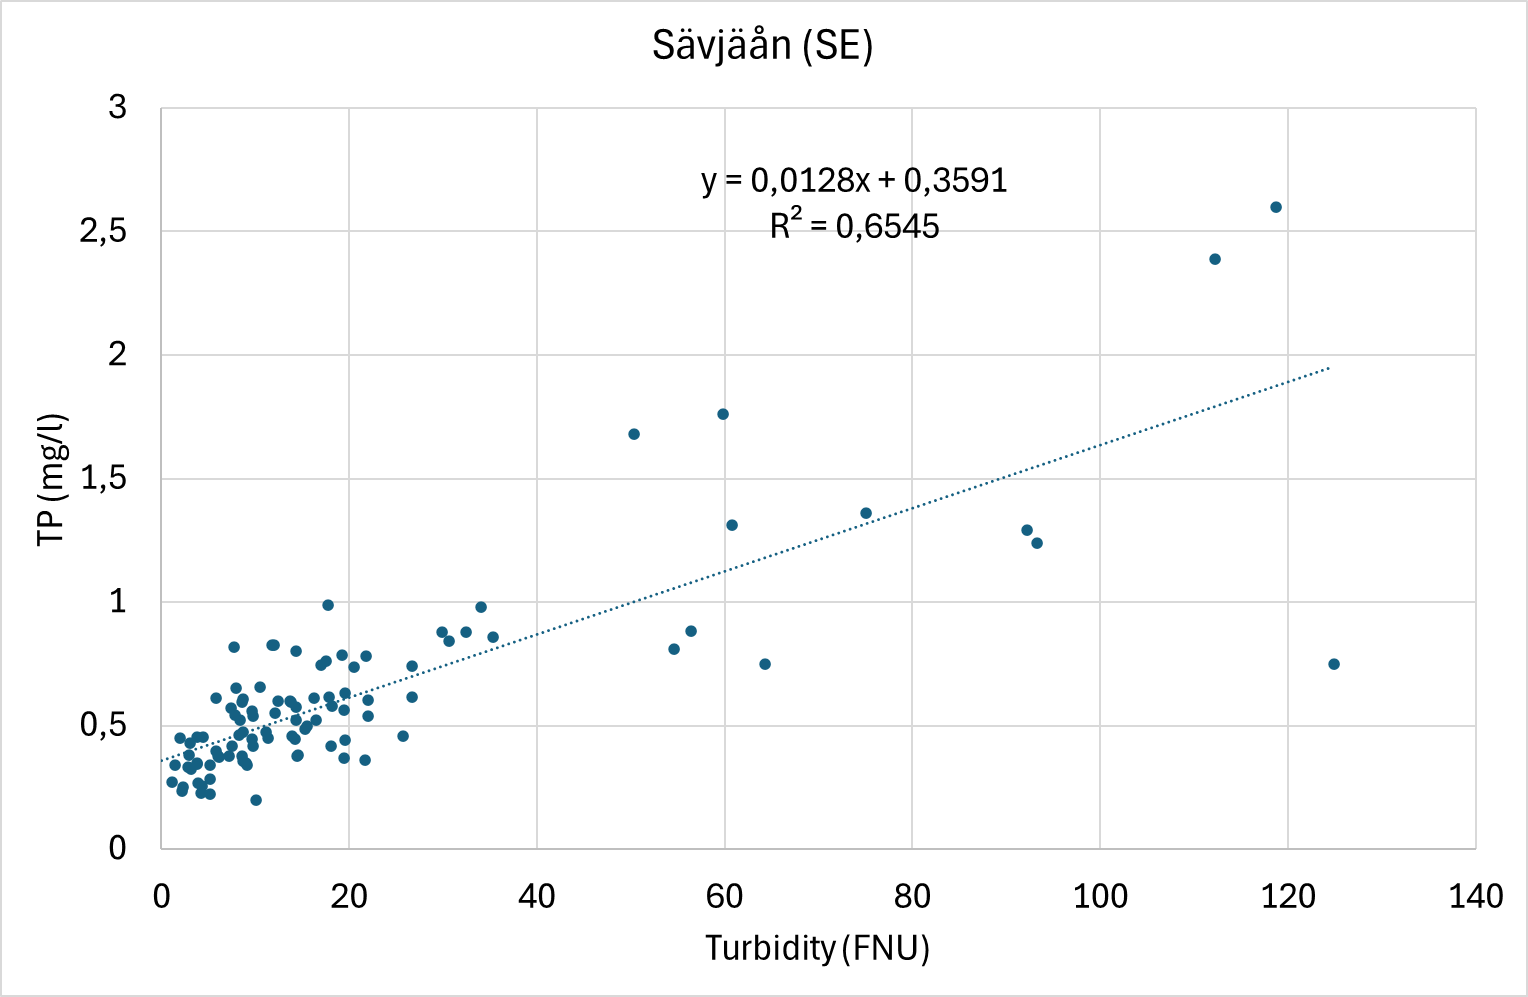 Sävjäån (SE)
3
y = 0,0128x + 0,3591
R² = 0,6545
2,5
2
TP (mg/l)
1,5
1
0,5
0
0 20 40 60 80 100 120 140
Turbidity (FNU)